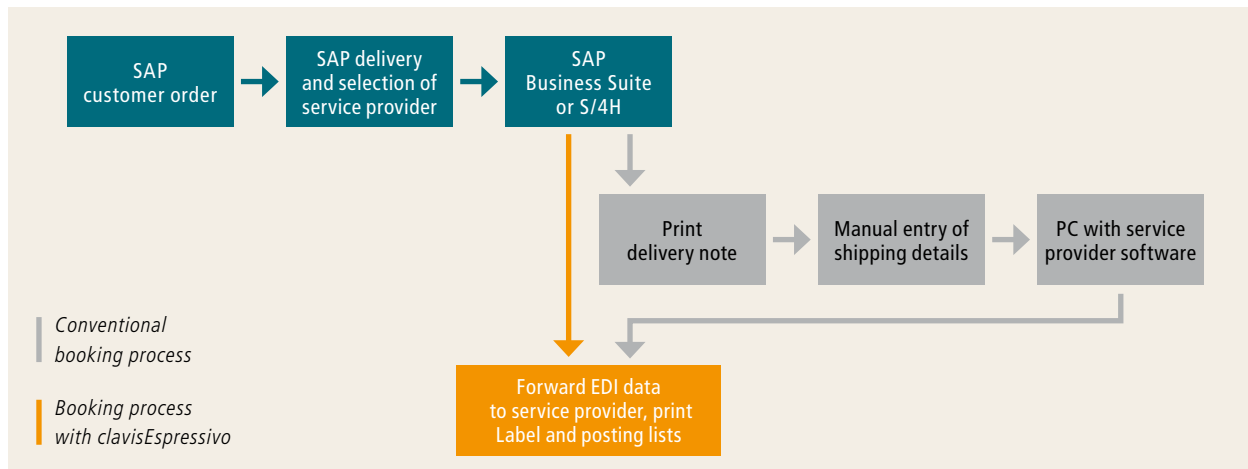 SAP
customer order
SAP delivery
and selection of
service provider
SAP
Business Suite
or S/4H
Print
delivery note
Manual entry of
shipping details
PC with service
provider software
Conventional
booking process
Booking process
with clavisEspressivo
Forward EDI data
to service provider, print
Label and posting lists